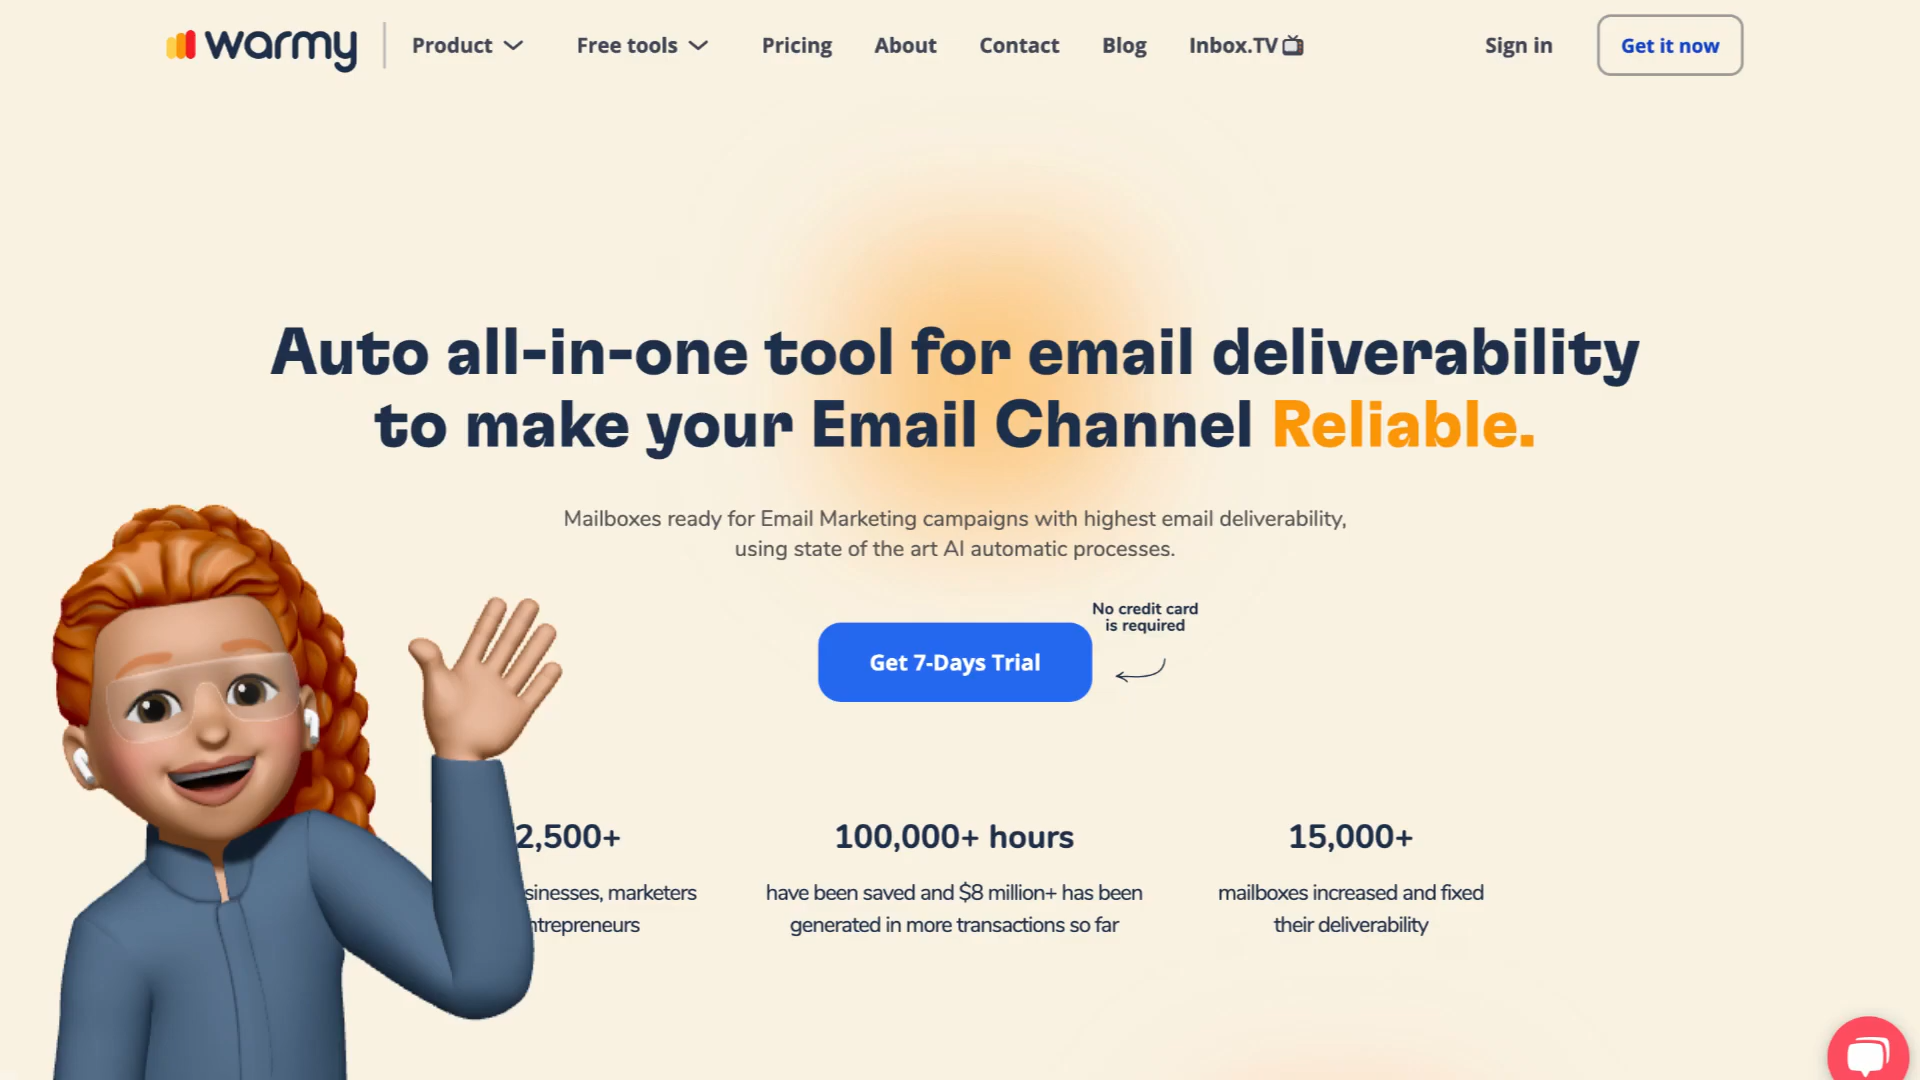 warmy
Product
Free tools
Pricing
About
Contact
Blog
Inbox.TV
Sign in
Get it now
Auto all-in-one tool for email deliverability
to make your Email Channel Reliable.
Mailboxes ready for Email Marketing campaigns with highest email deliverability,
using state of the art AI automatic processes.
No credit card
is required
Get 7-Days Trial
2,500+
marketers
100,000+ hours
have been saved and $8 million+ has been
generated in more transactions so far
15,000+
mailboxes increased and fixed
their deliverability